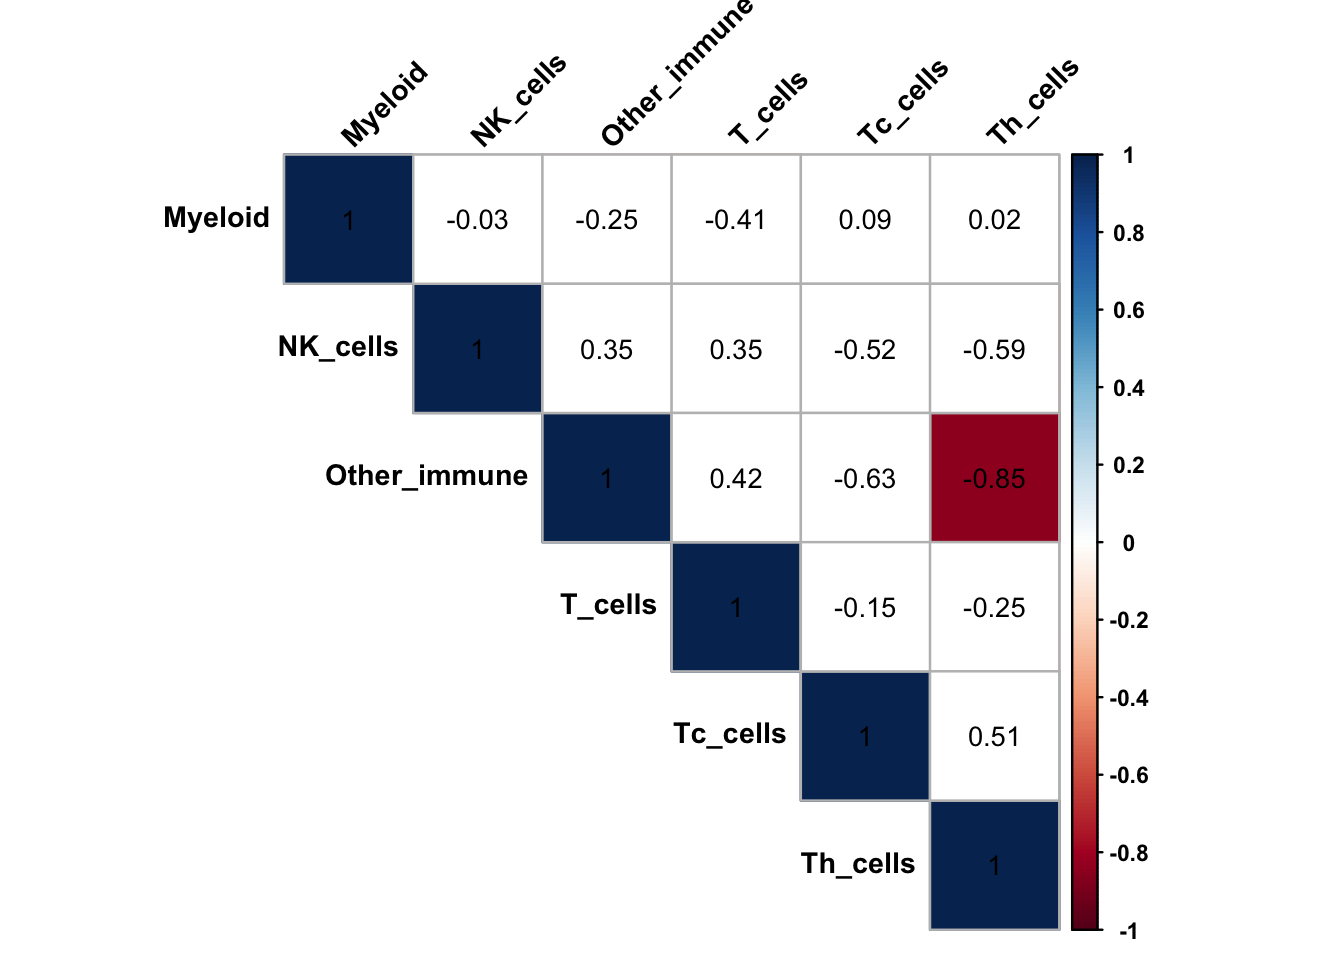 Myeloid NK_cells Other_immune T_cells Tc_cells Th_cells
Myeloid 1 -0.03 -0.25 -0.41 0.09 0.02
NK_cells 1 0.35 0.35 -0.52 -0.59
Other_immune 1 0.42 -0.63 -0.85
T_cells 1 -0.15 -0.25
Tc_cells 1 0.51
Th_cells 1
1
0.8
0.6
0.4
0.2
0
-0.2
-0.4
-0.6
-0.8
-1